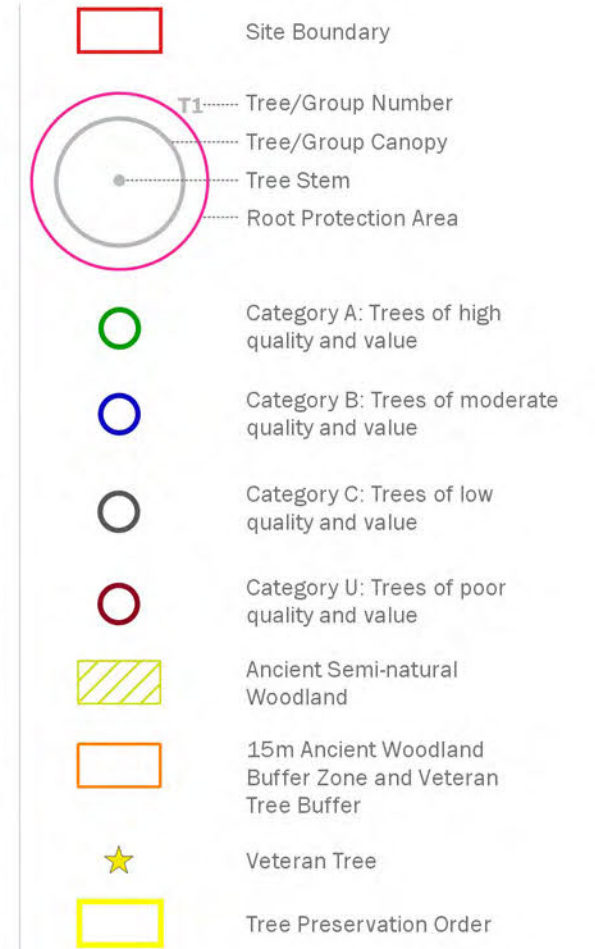 Site Boundary
T1
Tree/Group Number
Tree/Group Canopy
Tree Stem
Root Protection Area
Category A: Trees of high
quality and value
Category B: Trees of moderate
quality and value
Category C: Trees of low
quality and value
Category U: Trees of poor
quality and value
Ancient Semi-natural
Woodland
15m Ancient Woodland
Buffer Zone and Veteran
Tree Buffer
Veteran Tree
Tree Preservation Order